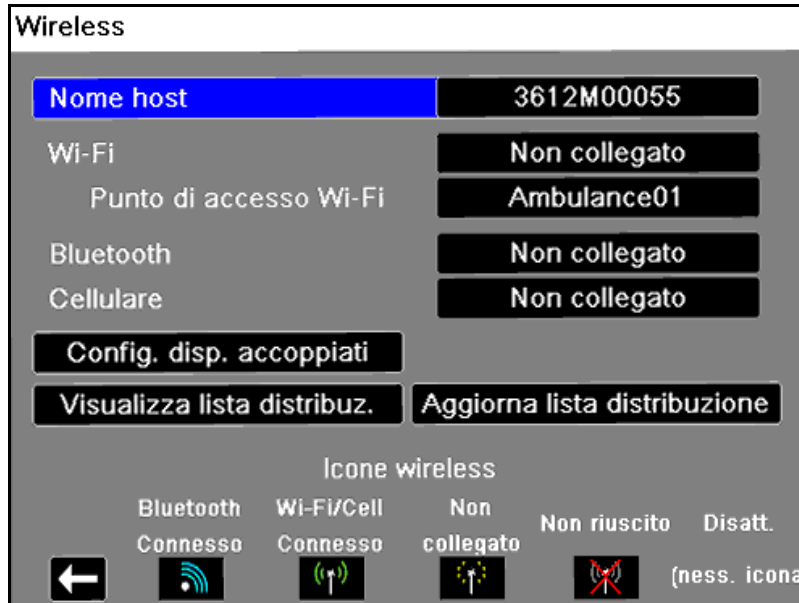 Wireless
Nome host 3612M00055
Wi-Fi Non collegato
Punto di accesso Wi-Fi Ambulance01
Bluetooth Non collegato
Cellulare Non collegato
Config. disp. accoppiati
Visualizza lista distribuz. Aggiorna lista distribuzione
Icone wireless
Bluetooth Connesso
Wi-Fi/Cell Connesso
Non collegato
Non riuscito
Disatt.
(ness. icona